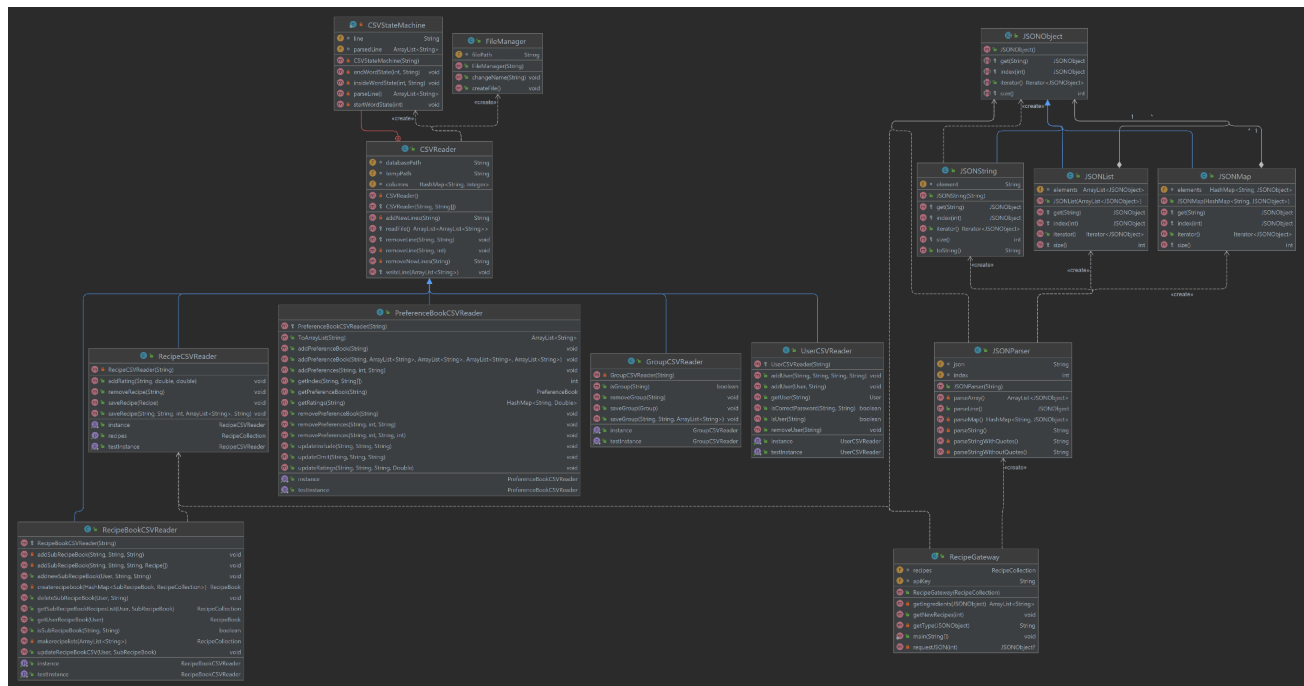 CSVStateMachine
line String
parsedLine ArrayList<String>
CSVStateMachine(String)
endWordState(int, String) void
insideWordState(int, String) void
parseLine() ArrayList<String>
startWordState(int) void
FileManager
filePath String
FileManager(String)
changeName(String) void
createFile() void
JSONObject
JSONObject()
get(String) JSONObject
index(int) JSONObject
iterator() Iterator<JSONObject>
size() int
«create»
«create»
«create»
1 *
* 1
CSVReader
databasePath String
tempPath String
columns HashMap<String, Integer>
CSVReader()
CSVReader(String, String[])
addNewLines(String) String
readFile() ArrayList<ArrayList<String>>
removeLine(String, String) void
removeLine(String, int) void
removeNewLines(String) String
writeLine(ArrayList<String>) void
JSONString
element String
JSONString(String)
get(String) JSONObject
index(int) JSONObject
iterator() Iterator<JSONObject>
size() int
toString() String
JSONList
elements ArrayList<JSONObject>
JSONList(ArrayList<JSONObject>)
get(String) JSONObject
index(int) JSONObject
iterator() Iterator<JSONObject>
size() int
JSONMap
elements HashMap<String, JSONObject>
JSONMap(HashMap<String, JSONObject>)
get(String) JSONObject
index(int) JSONObject
iterator() Iterator<JSONObject>
size() int
«create»
«create»
«create»
PreferenceBookCSVReader
PreferenceBookCSVReader(String)
ToArrayList(String) ArrayList<String>
addPreferenceBook(String) void
addPreferenceBook(String, ArrayList<String>, ArrayList<String>, ArrayList<String>) void
addPreferences(String, int, String) void
getIndex(String, String[]) int
getPreferenceBook(String) PreferenceBook
getRatings(String) HashMap<String, Double>
removePreferenceBook(String) void
removePreferences(String, int, String) void
removePreferences(String, int, String, int) void
updateInclude(String, String, String) void
updateOmit(String, String, String) void
updateRatings(String, String, String, Double) void
instance PreferenceBookCSVReader
testInstance PreferenceBookCSVReader
RecipeCSVReader
RecipeCSVReader(String)
addRating(String, double, double) void
removeRecipe(String) void
saveRecipe(Recipe) void
saveRecipe(String, String, int, ArrayList<String>, String) void
instance RecipeCSVReader
recipes RecipeCollection
testInstance RecipeCSVReader
GroupCSVReader
GroupCSVReader(String)
isGroup(String) boolean
removeGroup(String) void
saveGroup(Group) void
saveGroup(String, String, ArrayList<String>) void
instance GroupCSVReader
testInstance GroupCSVReader
UserCSVReader
UserCSVReader(String)
addUser(String, String, String, String) void
addUser(User, String) void
getUser(String) User
isCorrectPassword(String, String) boolean
isUser(String) boolean
removeUser(String) void
instance UserCSVReader
testInstance UserCSVReader
JSONParser
json String
index int
JSONParser(String)
parseArray() ArrayList<JSONObject>
parseLine() JSONObject
parseMap() HashMap<String, JSONObject>
parseString() String
parseStringWithQuotes() String
parseStringWithoutQuotes() String
«create»
RecipeBookCSVReader
RecipeBookCSVReader(String)
addSubRecipeBook(String, String, String) void
addSubRecipeBook(String, String, String, Recipe[]) void
addnewSubRecipeBook(User, String, String) void
createrecipebook(HashMap<SubRecipeBook, RecipeCollection>) RecipeBook
deleteSubRecipeBook(User, String) void
getSubRecipeBookRecipesList(User, SubRecipeBook) RecipeCollection
getUserRecipeBook(User) RecipeBook
isSubRecipeBook(String, String) boolean
makerecipelists(ArrayList<String>) RecipeCollection
updateRecipeBookCSV(User, SubRecipeBook) void
instance RecipeBookCSVReader
testInstance RecipeBookCSVReader
RecipeGateway
recipes RecipeCollection
apiKey String
RecipeGateway(RecipeCollection)
getIngredients(JSONObject) ArrayList<String>
getNewRecipes(int) void
getType(JSONObject) String
main(String[]) void
requestJSON(int) JSONObject?